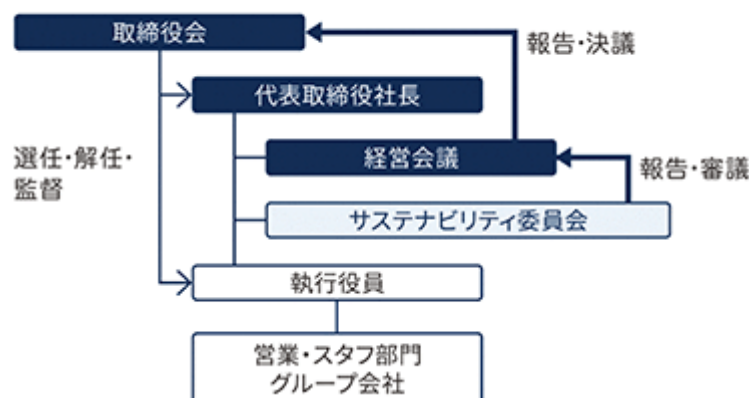 取締役会
報告・決議
代表取締役社長
選任・解任・
監督
経営会議
報告・審議
サステナビリティ委員会
執行役員
営業・スタフ部門
グループ会社